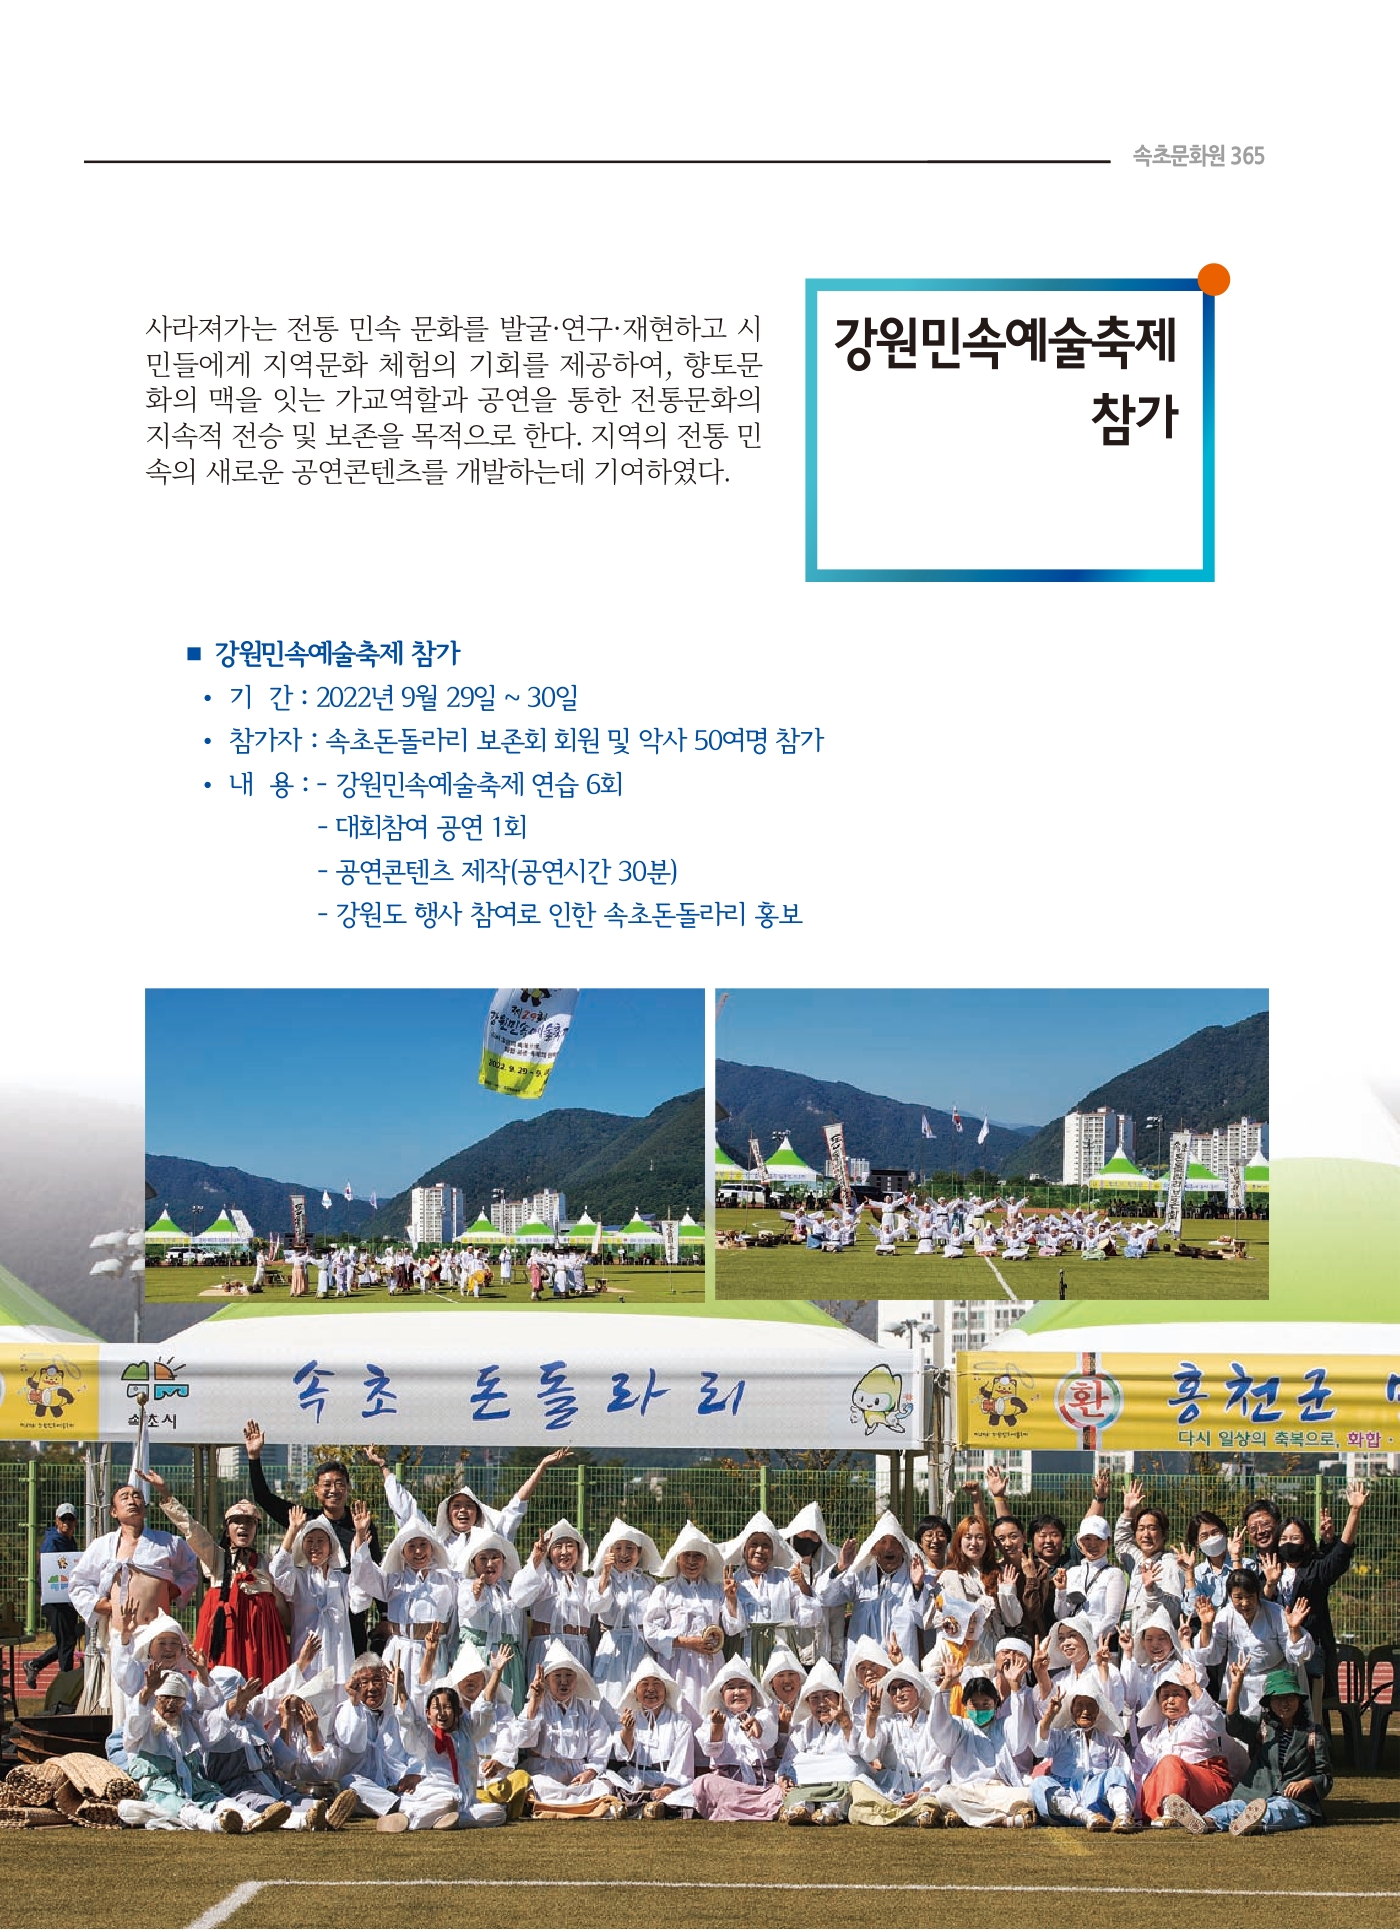 속초문화원 365
사라져가는 전통 민속 문화를 발굴·연구·재현하고 시
민들에게 지역문화 체험의 기회를 제공하여, 향토문
화의 맥을 잇는 가교역할과 공연을 통한 전통문화의
지속적 전승 및 보존을 목적으로 한다. 지역의 전통 민
속의 새로운 공연콘텐츠를 개발하는데 기여하였다.
강원민속예술축제
참가
■ 강원민속예술축제 참가
• 기 간 : 2022년 9월 29일 ~ 30일
• 참가자 : 속초돈돌라리 보존회 회원 및 악사 50여명 참가
• 내 용 : - 강원민속예술축제 연습 6회
- 대회참여 공연 1회
- 공연콘텐츠 제작(공연시간 30분)
- 강원도 행사 참여로 인한 속초돈돌라리 홍보
제29회
강원민속예술축제
2022. 9. 29 ~ 9.
속초시
속초 돈돌라리
환
홍천군
다시 일상의 축복으로, 화합 ·